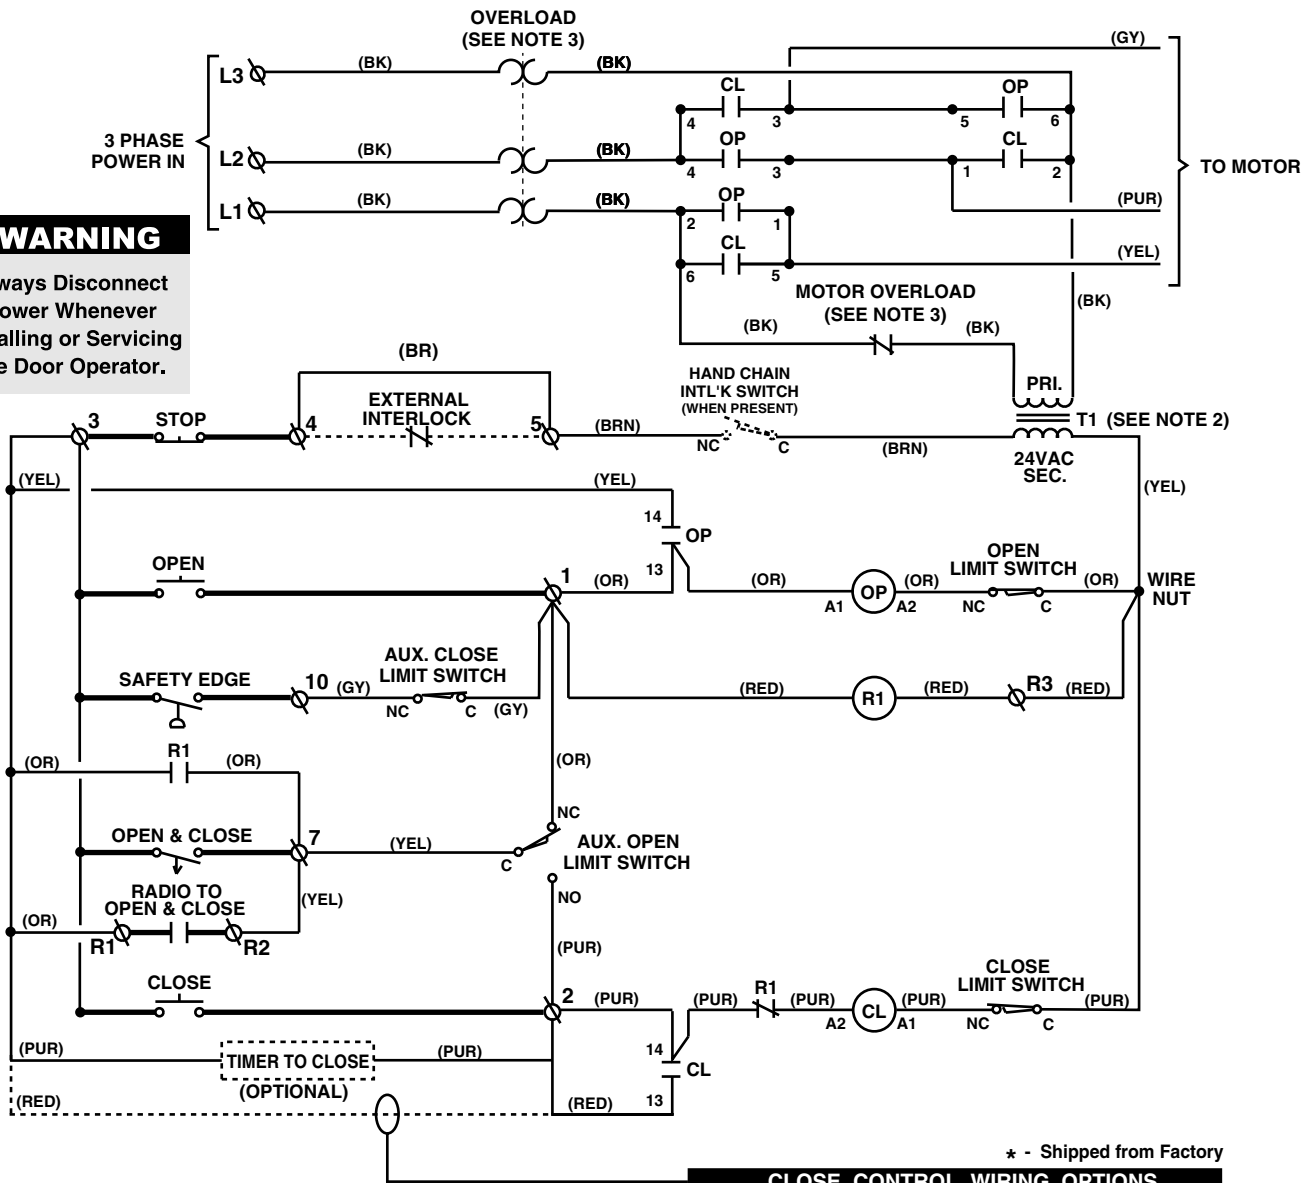 OVERLOAD
(SEE NOTE 3)
(GY)
L3
(BK)
(BK)
CL
OP
4
3
5
6
3 PHASE
POWER IN
L2
(BK)
(BK)
OP
CL
4
3
1
2
TO MOTOR
L1
(BK)
(BK)
OP
2
1
(PUR)
CL
6
5
(YEL)
WARNING
ways Disconnect
ower Whenever
alling or Servicing
e Door Operator.
MOTOR OVERLOAD
(SEE NOTE 3)
(BK)
(BK)
(BK)
(BR)
HAND CHAIN
INTL'K SWITCH
(WHEN PRESENT)
PRI.
T1 (SEE NOTE 2)
24VAC
SEC.
3
STOP
4
EXTERNAL
INTERLOCK
5
(BRN)
NC
C
(BRN)
(YEL)
(YEL)
(YEL)
14
OP
13
OPEN
1
(OR)
(OR)
A1
OP
A2
(OR)
OPEN
LIMIT SWITCH
NC
C
(OR)
WIRE
NUT
SAFETY EDGE
10
(GY)
AUX. CLOSE
LIMIT SWITCH
NC
C
(GY)
(RED)
R1
(RED)
R3
(RED)
(OR)
R1
(OR)
(OR)
NC
OPEN & CLOSE
7
(YEL)
C
AUX. OPEN
LIMIT SWITCH
NO
RADIO TO
OPEN & CLOSE
(YEL)
(OR)
R1
R2
(PUR)
CLOSE
2
(PUR)
(PUR)
R1
(PUR)
A2
CL
A1
(PUR)
CLOSE
LIMIT SWITCH
NC
C
(PUR)
(PUR)
TIMER TO CLOSE
(OPTIONAL)
(PUR)
14
CL
13
(RED)
(RED)
* - Shipped from Factory
CLOSE CONTROL WIRING OPTIONS